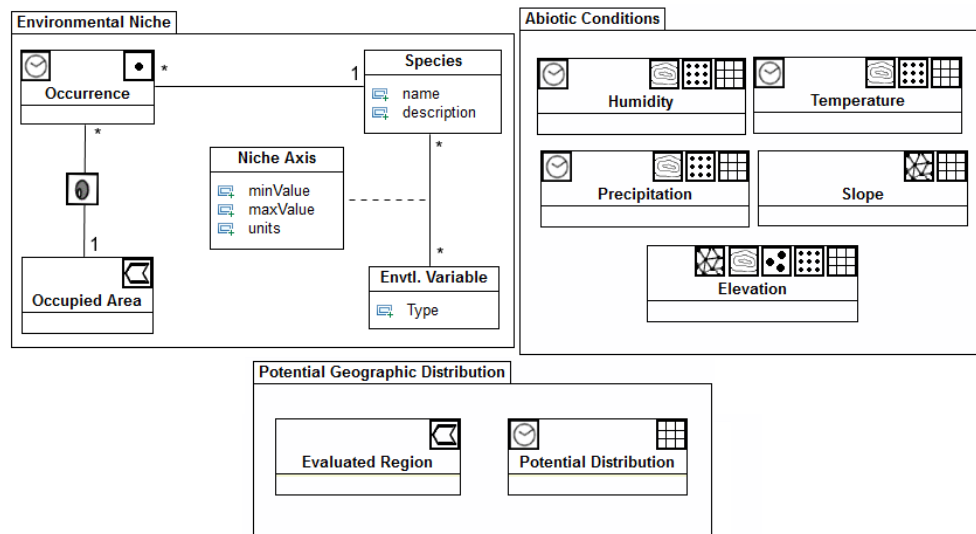 Environmental Niche
Occurrence
*
1
Species
name
description
*
*
Niche Axis
minValue
maxValue
units
1
*
Occupied Area
Envtl. Variable
Type
Abiotic Conditions
Humidity
Temperature
Precipitation
Slope
Elevation
Potential Geographic Distribution
Evaluated Region
Potential Distribution